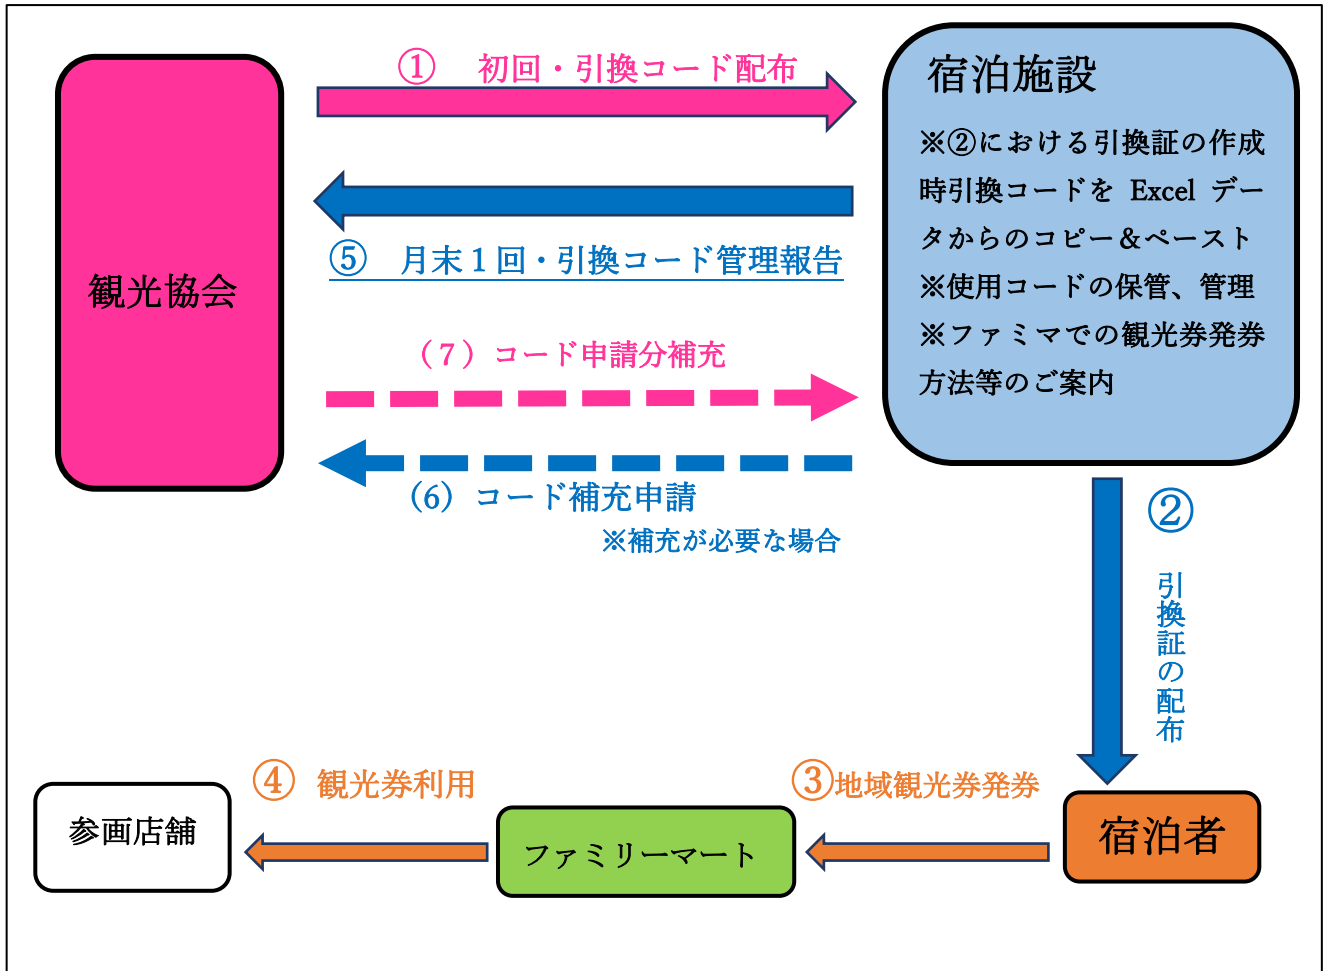 ① 初回・引換コード配布
宿泊施設
※②における引換証の作成
時引換コードを Excel デー
タからのコピー＆ペースト
※使用コードの保管、管理
※ファミマでの観光券発券
方法等のご案内
⑤ 月末１回・引換コード管理報告
観光協会
（７）コード申請分補充
（6）コード補充申請
※補充が必要な場合
②
引換証の配布
④ 観光券利用
③地域観光券発券
参画店舗
ファミリーマート
宿泊者